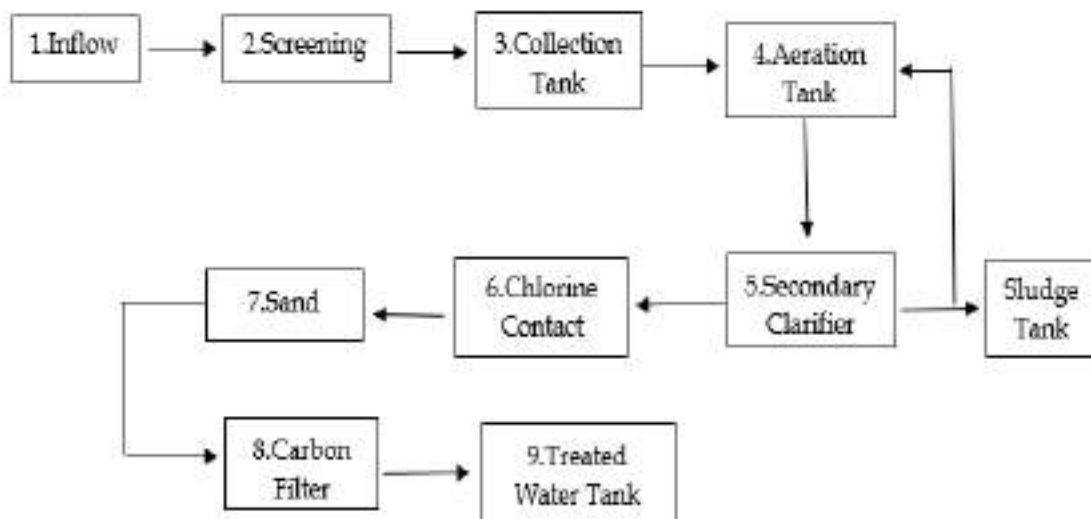 1.Inflow
2.Screening
3.Collection
Tank
4.Aeration
Tank
5.Secondary
Clarifier
Sludge
Tank
6.Chlorine
Contact
7.Sand
8.Carbon
Filter
9.Treated
Water Tank